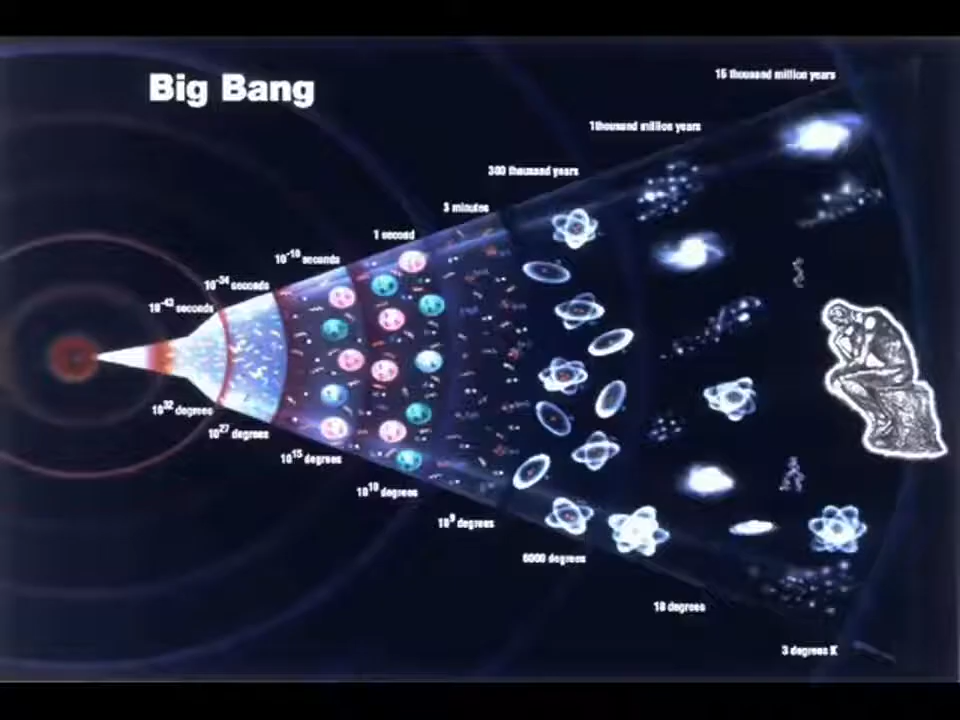 Big Bang
15 thousand million years
1 thousand million years
300 thousand years
3 minutes
1 second
10⁻¹⁰ seconds
10⁻³⁴ seconds
10⁻⁴³ seconds
10³² degrees
10²⁷ degrees
10¹⁵ degrees
10¹⁰ degrees
10⁹ degrees
6000 degrees
18 degrees
3 degrees K